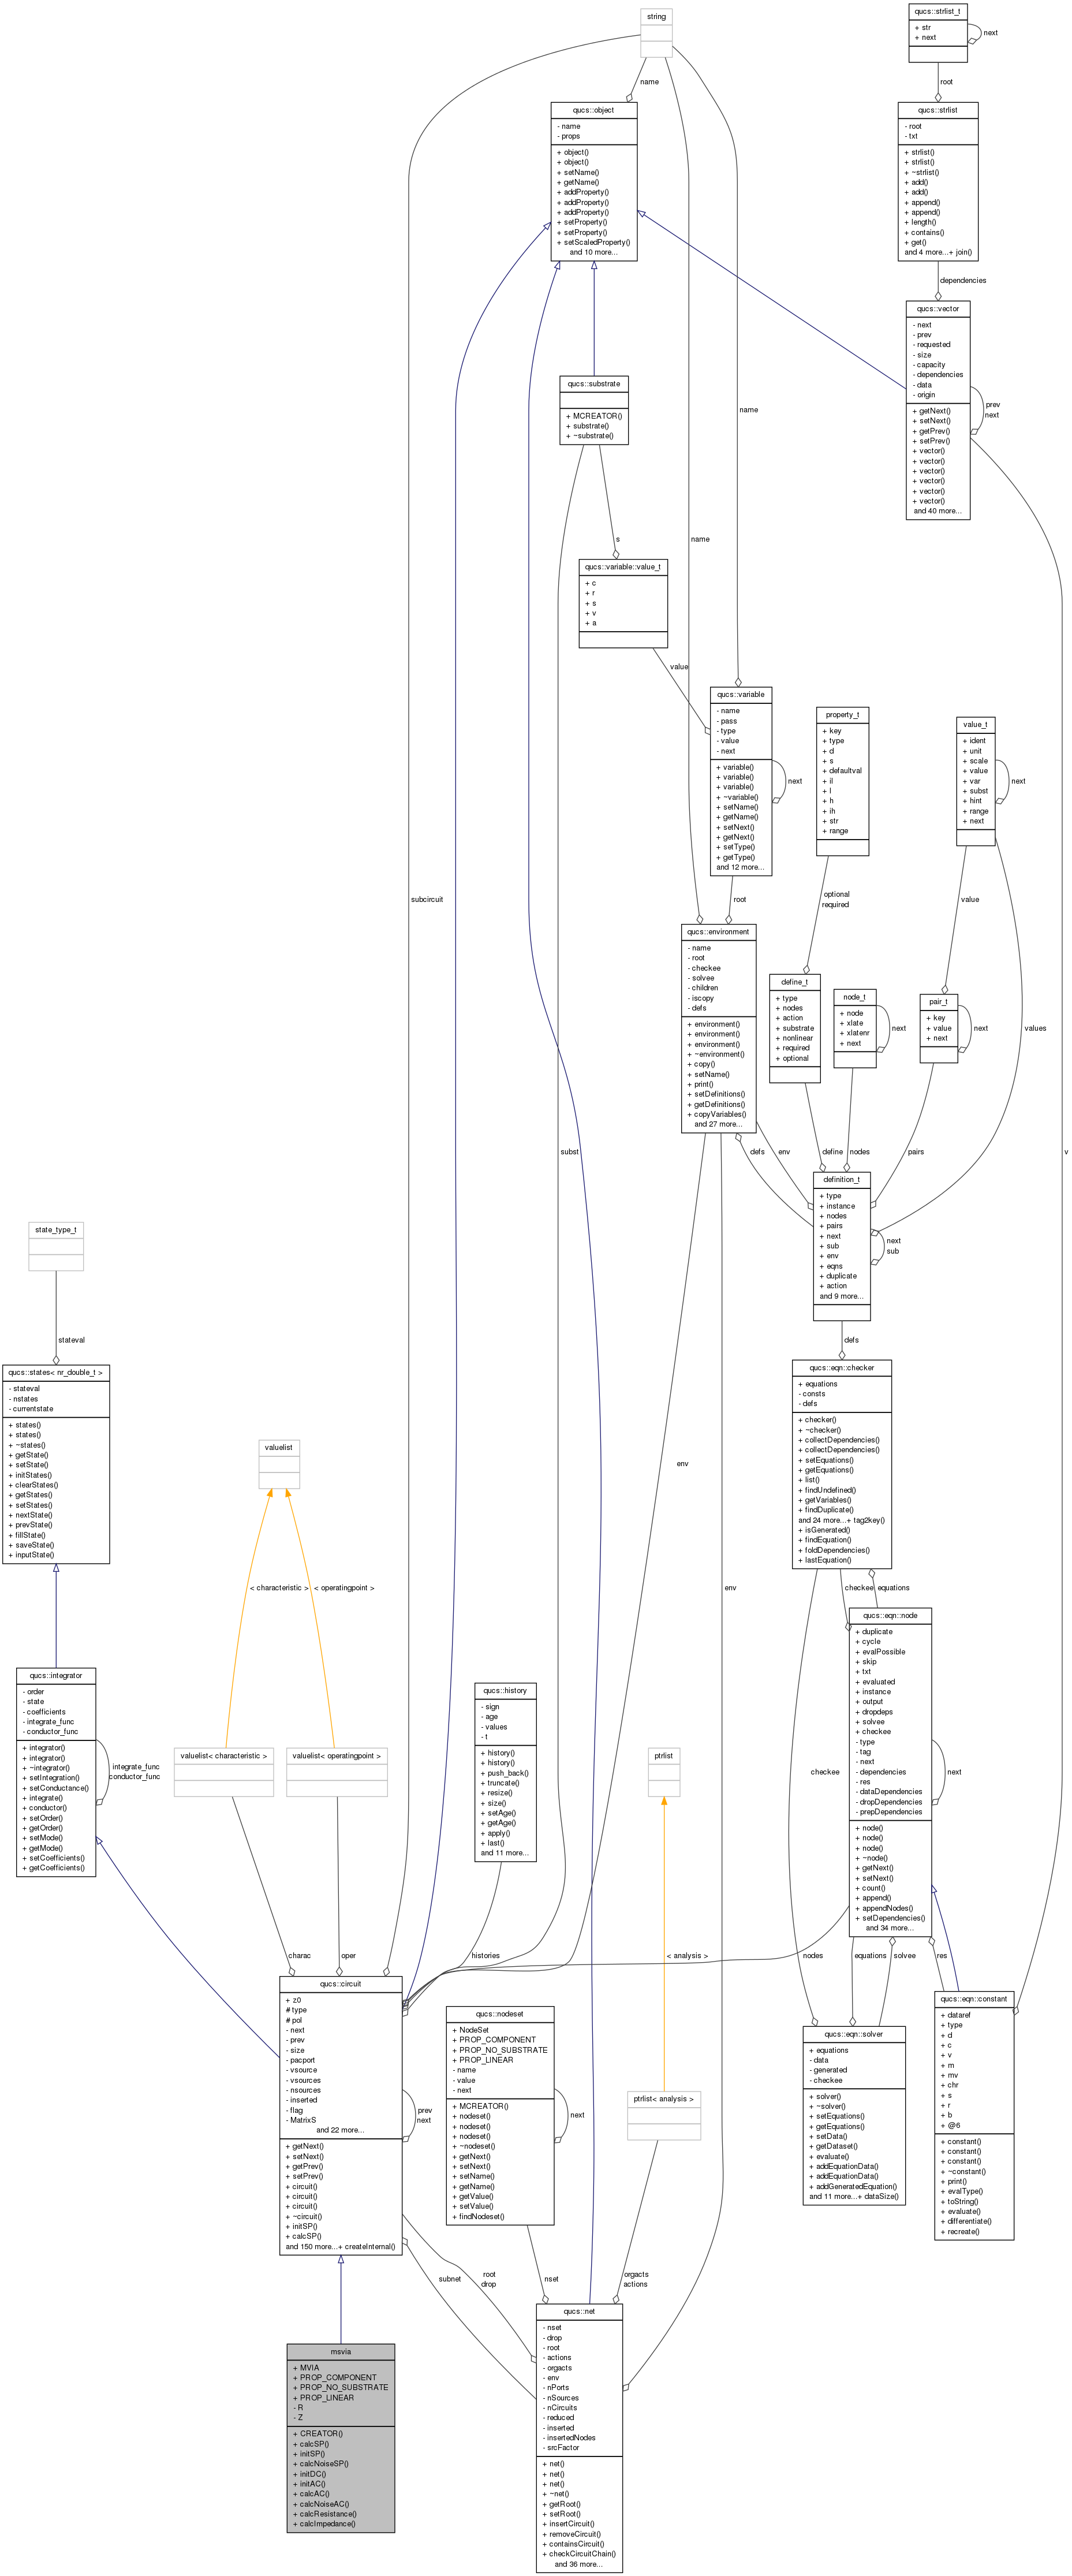 string
qucs::strlist_t
+ str
+ next
next
name
root
qucs::object
- name
- props
+ object()
+ object()
+ setName()
+ getName()
+ addProperty()
+ addProperty()
+ addProperty()
+ setProperty()
+ setProperty()
+ setScaledProperty()
and 10 more...
qucs::strlist
- root
- txt
+ strlist()
+ strlist()
+ ~strlist()
+ add()
+ add()
+ append()
+ append()
+ length()
+ contains()
+ get()
and 4 more...+ join()
dependencies
qucs::vector
- next
- prev
- requested
- size
- capacity
- dependencies
- data
- origin
+ getNext()
+ setNext()
+ getPrev()
+ setPrev()
+ vector()
+ vector()
+ vector()
+ vector()
+ vector()
+ vector()
and 40 more...
prev
next
qucs::substrate
+ MCREATOR()
+ substrate()
+ ~substrate()
name
name
s
qucs::variable::value_t
+ c
+ r
+ s
+ v
+ a
value
qucs::variable
- name
- pass
- type
- value
- next
+ variable()
+ variable()
+ variable()
+ ~variable()
+ setName()
+ getName()
+ setNext()
+ getNext()
+ setType()
+ getType()
and 12 more...
next
property_t
+ key
+ type
+ d
+ s
+ defaultval
+ il
+ l
+ h
+ ih
+ str
+ range
value_t
+ ident
+ unit
+ scale
+ value
+ var
+ subst
+ hint
+ range
+ next
next
subcircuit
root
optional
required
value
qucs::environment
- name
- root
- checkee
- solvee
- children
- iscopy
- defs
+ environment()
+ environment()
+ environment()
+ ~environment()
+ copy()
+ setName()
+ print()
+ setDefinitions()
+ getDefinitions()
+ copyVariables()
and 27 more...
define_t
+ type
+ nodes
+ action
+ substrate
+ nonlinear
+ required
+ optional
node_t
+ node
+ xlate
+ xlatenr
+ next
next
pair_t
+ key
+ value
+ next
next
values
subst
defs
env
define
nodes
pairs
v
definition_t
+ type
+ instance
+ nodes
+ pairs
+ next
+ sub
+ env
+ eqns
+ duplicate
+ action
and 9 more...
next
sub
state_type_t
stateval
defs
qucs::states< nr_double_t >
- stateval
- nstates
- currentstate
+ states()
+ states()
+ ~states()
+ getState()
+ setState()
+ initStates()
+ clearStates()
+ getStates()
+ setStates()
+ nextState()
+ prevState()
+ fillState()
+ saveState()
+ inputState()
qucs::eqn::checker
+ equations
- consts
- defs
+ checker()
+ ~checker()
+ collectDependencies()
+ collectDependencies()
+ setEquations()
+ getEquations()
+ list()
+ findUndefined()
+ getVariables()
+ findDuplicate()
and 24 more...+ tag2key()
+ isGenerated()
+ findEquation()
+ foldDependencies()
+ lastEquation()
valuelist
env
< characteristic >
< operatingpoint >
env
checkee
equations
qucs::eqn::node
+ duplicate
+ cycle
+ evalPossible
+ skip
+ txt
+ evaluated
+ instance
+ output
+ dropdeps
+ solvee
+ checkee
- type
- tag
- next
- dependencies
- res
- dataDependencies
- dropDependencies
- prepDependencies
+ node()
+ node()
+ node()
+ ~node()
+ getNext()
+ setNext()
+ count()
+ append()
+ appendNodes()
+ setDependencies()
and 34 more...
next
qucs::integrator
- order
- state
- coefficients
- integrate_func
- conductor_func
+ integrator()
+ integrator()
+ ~integrator()
+ setIntegration()
+ setConductance()
+ integrate()
+ conductor()
+ setOrder()
+ getOrder()
+ setMode()
+ getMode()
+ setCoefficients()
+ getCoefficients()
integrate_func
conductor_func
valuelist< characteristic >
valuelist< operatingpoint >
qucs::history
- sign
- age
- values
- t
+ history()
+ history()
+ push_back()
+ truncate()
+ resize()
+ size()
+ setAge()
+ getAge()
+ apply()
+ last()
and 11 more...
ptrlist
checkee
charac
oper
histories
< analysis >
nodes
equations
solvee
res
qucs::circuit
+ z0
# type
# pol
- next
- prev
- size
- pacport
- vsource
- vsources
- nsources
- inserted
- flag
- MatrixS
and 22 more...
+ getNext()
+ setNext()
+ getPrev()
+ setPrev()
+ circuit()
+ circuit()
+ circuit()
+ ~circuit()
+ initSP()
+ calcSP()
and 150 more...+ createInternal()
prev
next
qucs::nodeset
+ NodeSet
+ PROP_COMPONENT
+ PROP_NO_SUBSTRATE
+ PROP_LINEAR
- name
- value
- next
+ MCREATOR()
+ nodeset()
+ nodeset()
+ nodeset()
+ ~nodeset()
+ getNext()
+ setNext()
+ setName()
+ getName()
+ getValue()
+ setValue()
+ findNodeset()
next
ptrlist< analysis >
qucs::eqn::solver
+ equations
- data
- generated
- checkee
+ solver()
+ ~solver()
+ setEquations()
+ getEquations()
+ setData()
+ getDataset()
+ evaluate()
+ addEquationData()
+ addEquationData()
+ addGeneratedEquation()
and 11 more...+ dataSize()
qucs::eqn::constant
+ dataref
+ type
+ d
+ c
+ v
+ m
+ mv
+ chr
+ s
+ r
+ b
+ @6
+ constant()
+ constant()
+ constant()
+ ~constant()
+ print()
+ evalType()
+ toString()
+ evaluate()
+ differentiate()
+ recreate()
subnet
root
drop
nset
orgacts
actions
msvia
+ MVIA
+ PROP_COMPONENT
+ PROP_NO_SUBSTRATE
+ PROP_LINEAR
- R
- Z
+ CREATOR()
+ calcSP()
+ initSP()
+ calcNoiseSP()
+ initDC()
+ initAC()
+ calcAC()
+ calcNoiseAC()
+ calcResistance()
+ calcImpedance()
qucs::net
- nset
- drop
- root
- actions
- orgacts
- env
- nPorts
- nSources
- nCircuits
- reduced
- inserted
- insertedNodes
- srcFactor
+ net()
+ net()
+ net()
+ ~net()
+ getRoot()
+ setRoot()
+ insertCircuit()
+ removeCircuit()
+ containsCircuit()
+ checkCircuitChain()
and 36 more...